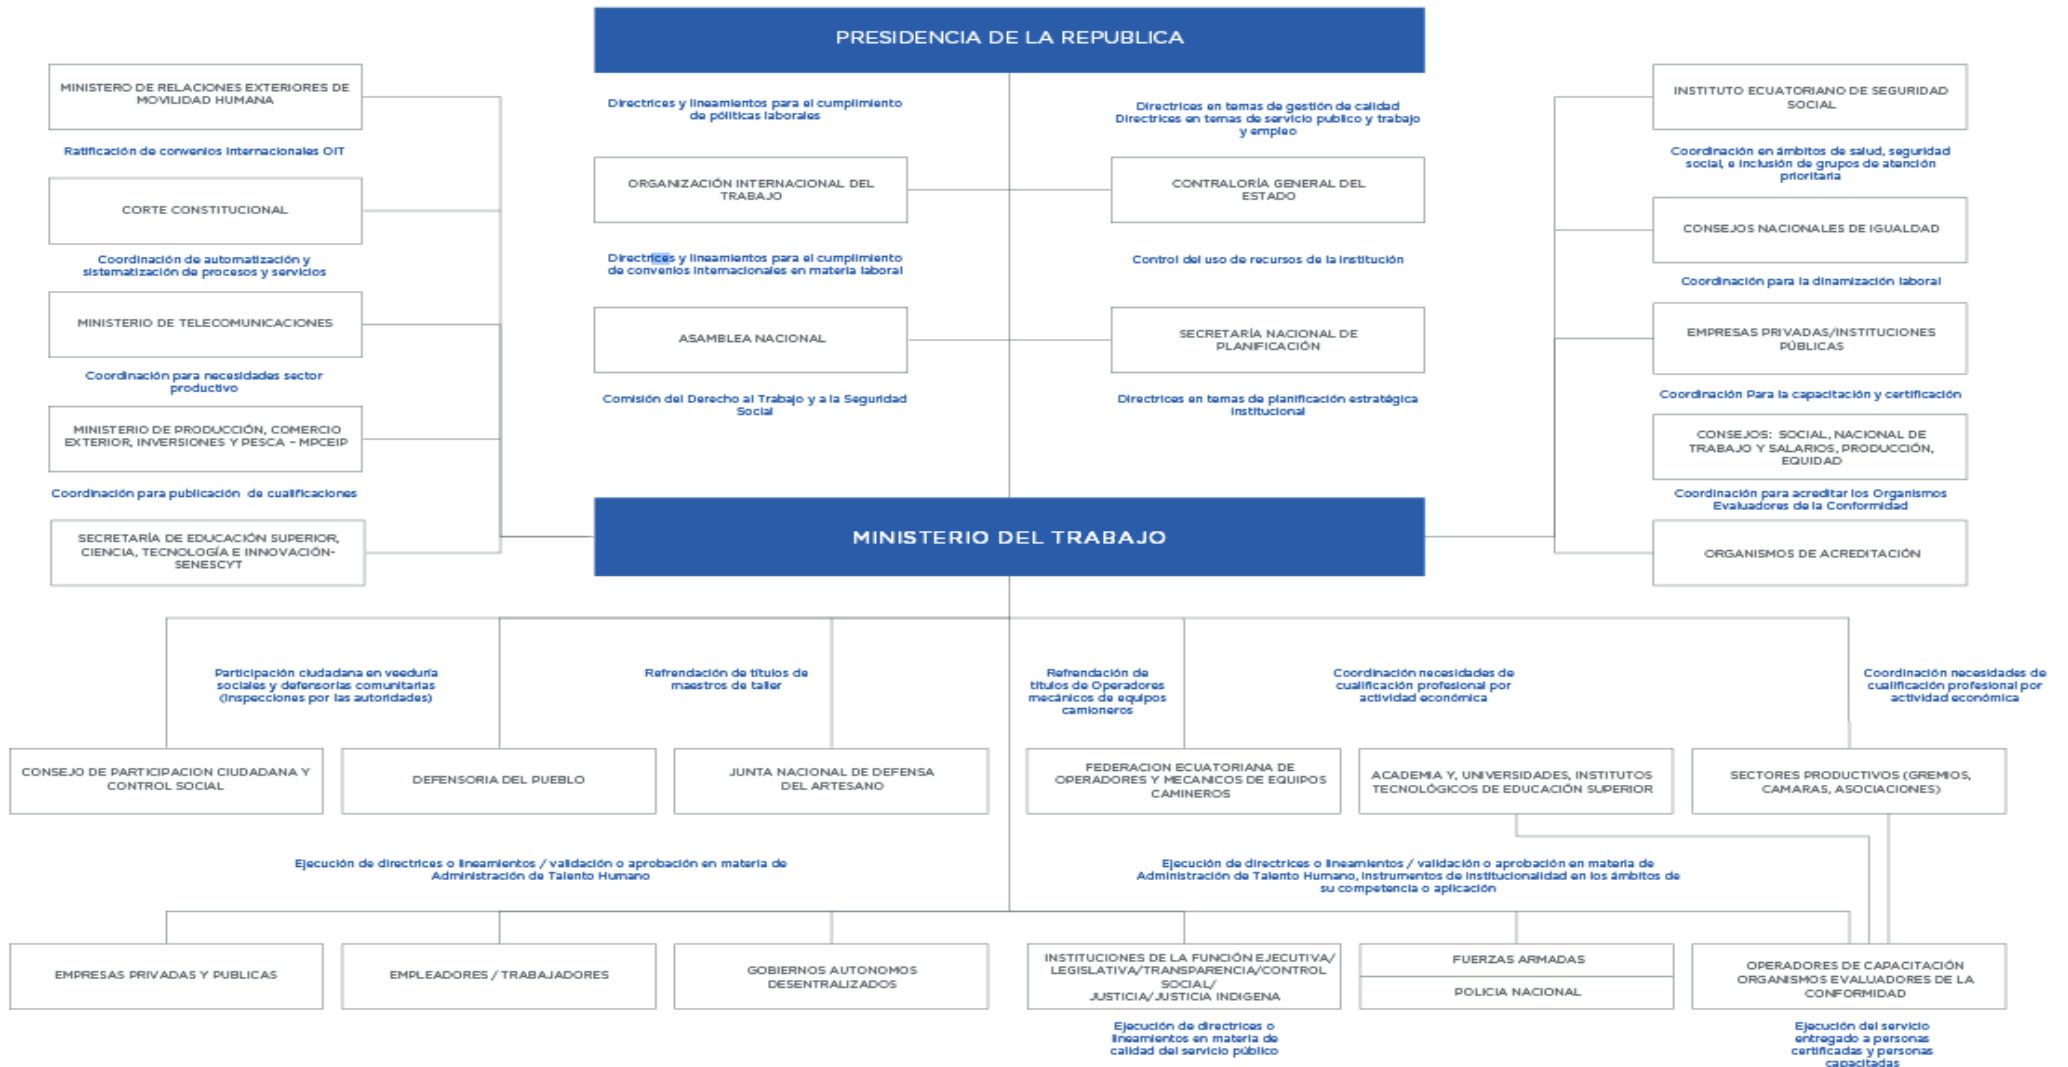 PRESIDENCIA DE LA REPUBLICA
MINISTERO DE RELACIONES EXTERIORES DE
MOVILIDAD HUMANA
Ratificación de convenios Internacionales OIT
CORTE CONSTITUCIONAL
Coordinación de automatización y
sistematización de procesos y servicios
MINISTERIO DE TELECOMUNICACIONES
Coordinación para necesidades sector
productivo
MINISTERIO DE PRODUCCIÓN, COMERCIO
EXTERIOR, INVERSIONES Y PESCA - MPCEIP
Coordinación para publicación de cualificaciones
SECRETARÍA DE EDUCACIÓN SUPERIOR,
CIENCIA, TECNOLOGÍA E INNOVACIÓN-
SENESCYT
Directrices y lineamientos para el cumplimiento
de póliticas laborales
ORGANIZACIÓN INTERNACIONAL DEL
TRABAJO
Directrices y lineamientos para el cumplimiento
de convenios internacionales en materia laboral
ASAMBLEA NACIONAL
Comisión del Derecho al Trabajo y a la Seguridad
Social
Directrices en temas de gestión de calidad
Directrices en temas de servicio publico y trabajo
y empleo
CONTRALORÍA GENERAL DEL
ESTADO
Control del uso de recursos de la institución
SECRETARÍA NACIONAL DE
PLANIFICACIÓN
Directrices en temas de planificación estratégica
institucional
INSTITUTO ECUATORIANO DE SEGURIDAD
SOCIAL
Coordinación en ámbitos de salud, seguridad
social, e inclusión de grupos de atención
prioritaria
CONSEJOS NACIONALES DE IGUALDAD
Coordinación para la dinamización laboral
EMPRESAS PRIVADAS/INSTITUCIONES
PÚBLICAS
Coordinación Para la capacitación y certificación
CONSEJOS: SOCIAL, NACIONAL DE
TRABAJO Y SALARIOS, PRODUCCIÓN,
EQUIDAD
Coordinación para acreditar los Organismos
Evaluadores de la Conformidad
ORGANISMOS DE ACREDITACIÓN
MINISTERIO DEL TRABAJO
Participación ciudadana en veeduría
sociales y defensorías comunitarias
(Inspecciones por las autoridades)
Refrendación de títulos de
maestros de taller
Refrendación de
títulos de Operadores
mecánicos de equipos
camioneros
Coordinación necesidades de
cualificación profesional por
actividad económica
Coordinación necesidades de
cualificación profesional por
actividad económica
CONSEJO DE PARTICIPACION CIUDADANA Y
CONTROL SOCIAL
DEFENSORIA DEL PUEBLO
JUNTA NACIONAL DE DEFENSA
DEL ARTESANO
FEDERACION ECUATORIANA DE
OPERADORES Y MECANICOS DE EQUIPOS
CAMINEROS
ACADEMIA Y, UNIVERSIDADES, INSTITUTOS
TECNOLÓGICOS DE EDUCACIÓN SUPERIOR
SECTORES PRODUCTIVOS (GREMIOS,
CAMARAS, ASOCIACIONES)
Ejecución de directrices o lineamientos / validación o aprobación en materia de
Administración de Talento Humano
Ejecución de directrices o lineamientos / validación o aprobación en materia de
Administración de Talento Humano, instrumentos de institucionalidad en los ámbitos de
su competencia o aplicación
EMPRESAS PRIVADAS Y PUBLICAS
EMPLEADORES / TRABAJADORES
GOBIERNOS AUTONOMOS
DESENTRALIZADOS
INSTITUCIONES DE LA FUNCIÓN EJECUTIVA/
LEGISLATIVA/TRANSPARENCIA/CONTROL
SOCIAL/
JUSTICIA/JUSTICIA INDIGENA
FUERZAS ARMADAS
POLICIA NACIONAL
OPERADORES DE CAPACITACIÓN
ORGANISMOS EVALUADORES DE LA
CONFORMIDAD
Ejecución de directrices o
lineamientos en materia de
calidad del servicio público
Ejecución del servicio
entregado a personas
certificadas y personas
capacitadas